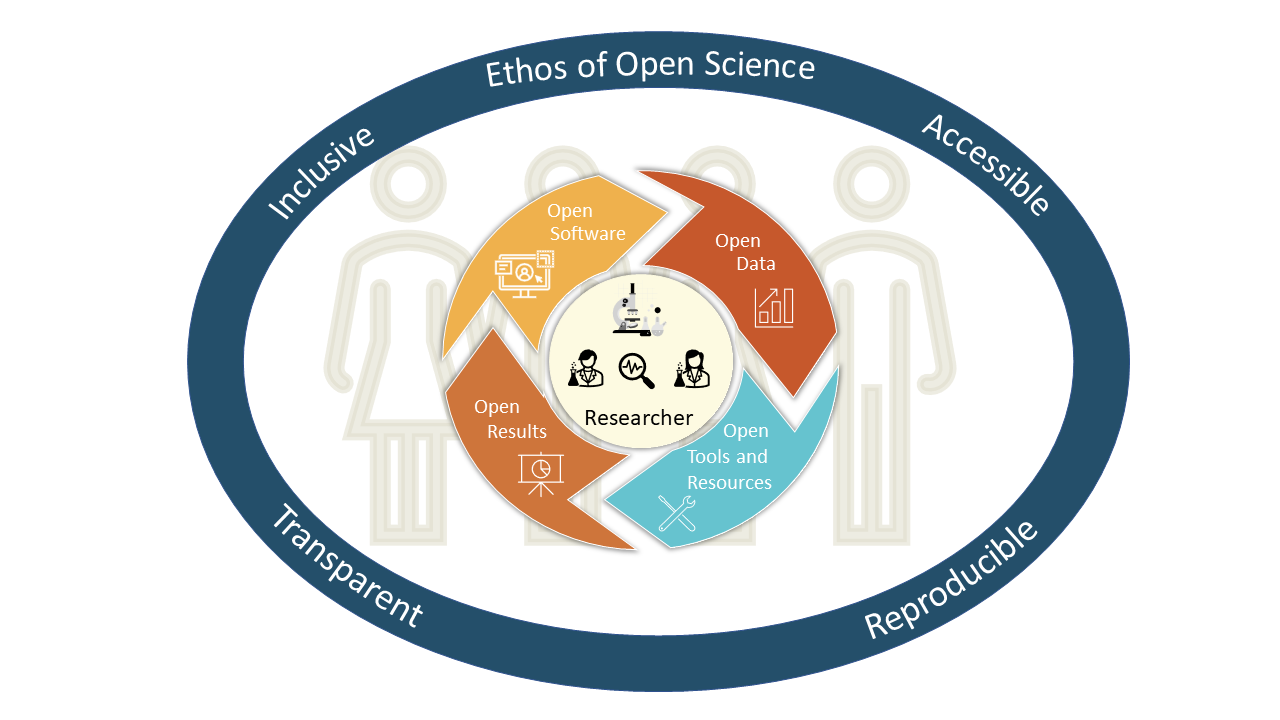 Ethos of Open Science
Inclusive
Accessible
Open
Software
Open
Data
Researcher
Open
Results
Open
Tools and
Resources
Transparent
Reproducible